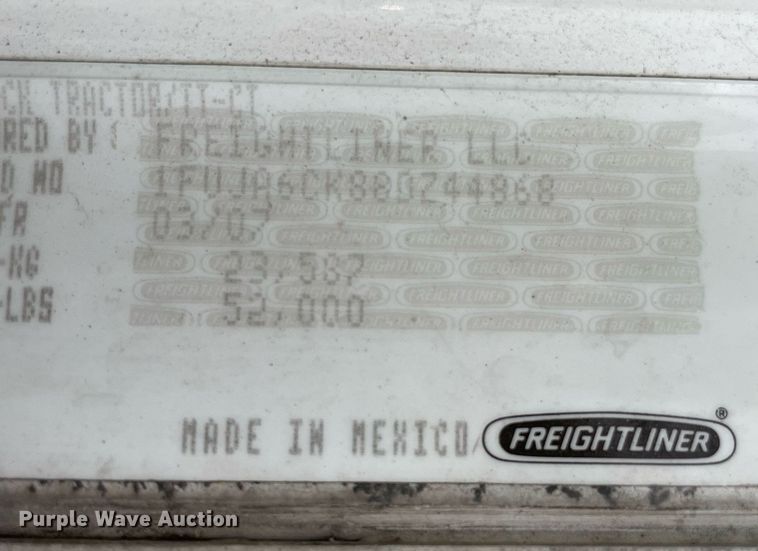 CK TRACTOR/TT-CT
RED BY FREIGHTLINER LLC
D NO 1FUJA6CK88DZ44868
FR 03/07
-KG 23,587
-LBS 52,000
MADE IN MEXICO
FREIGHTLINER®
Purple Wave Auction